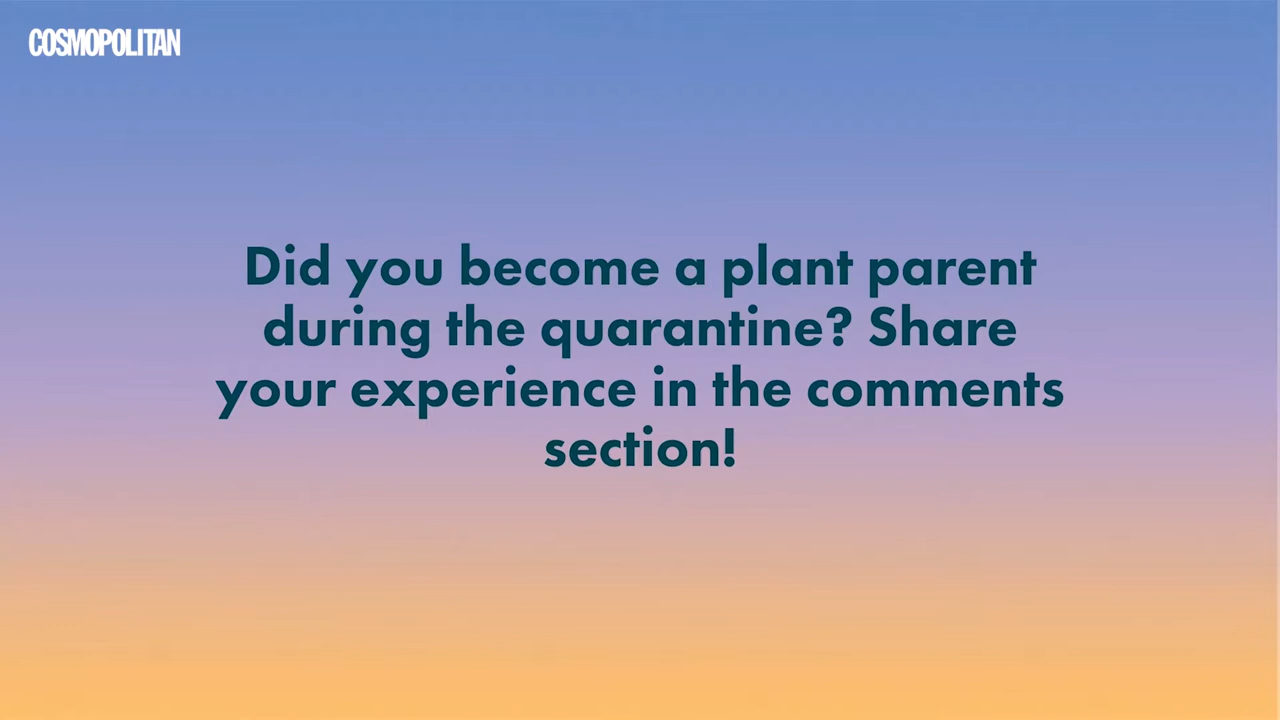 COSMOPOLITAN
Did you become a plant parent
during the quarantine? Share
your experience in the comments
section!